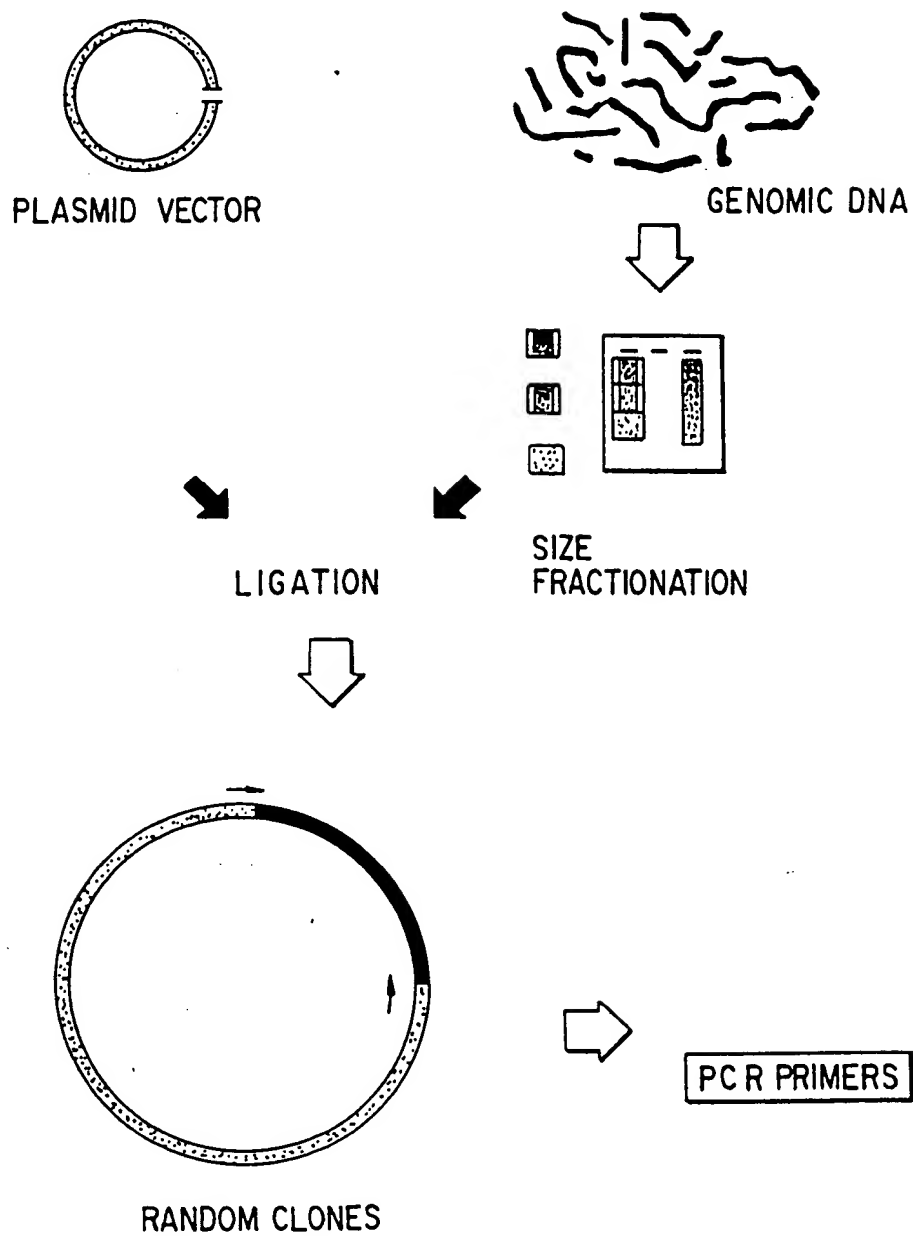 PLASMID VECTOR
GENOMIC DNA
SIZE
FRACTIONATION
LIGATION
RANDOM CLONES
PCR PRIMERS